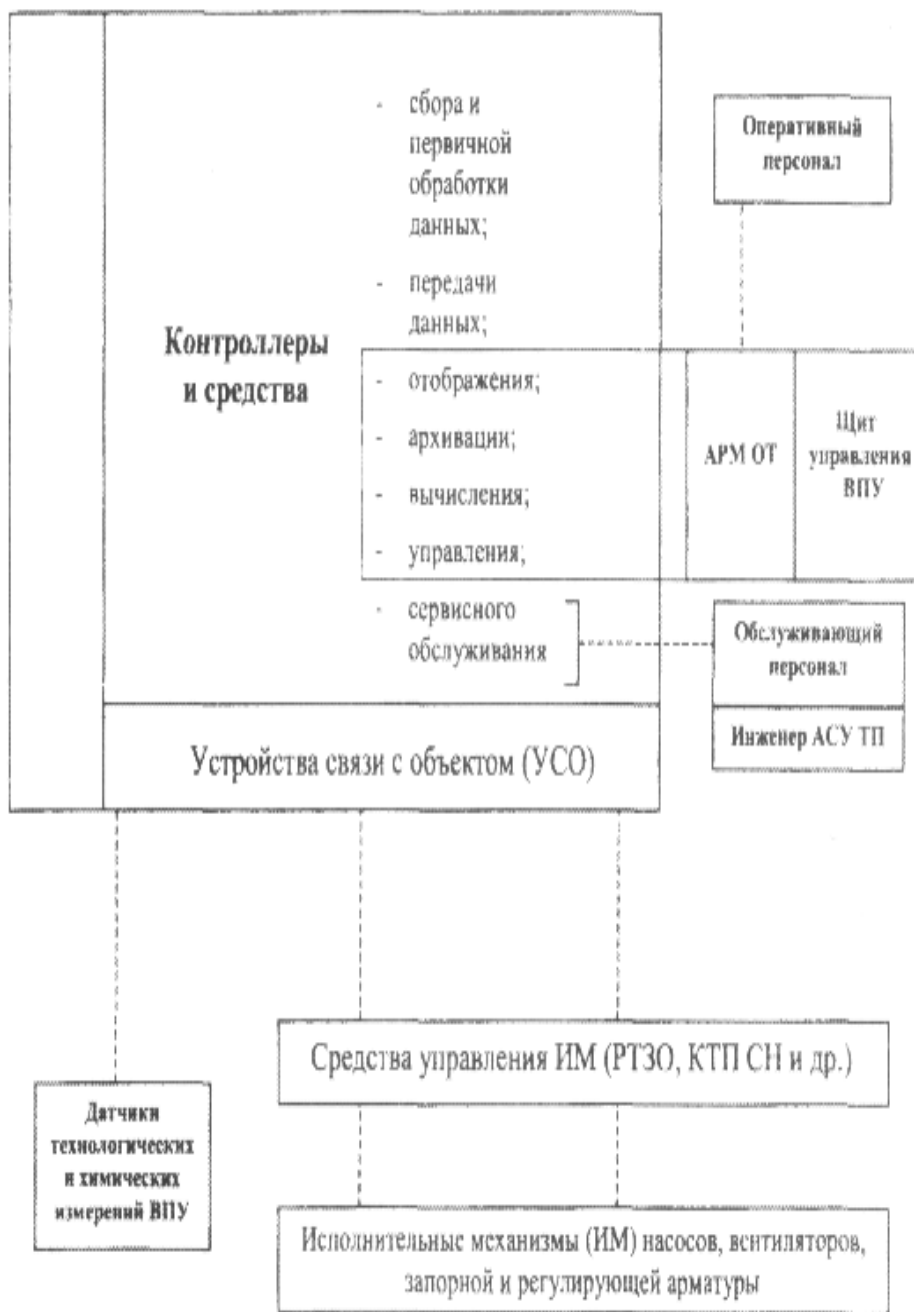 - сбора и
первичной
обработки
данных;
- передачи
данных;
Контроллеры
и средства
- отображения;
- архивации;
- вычисления;
- управления;
- сервисного
обслуживания
Оперативный
персонал
АРМ ОТ
Щит
управления
ВПУ
Обслуживающий
персонал
Инженер АСУ ТП
Устройства связи с объектом (УСО)
Средства управления ИМ (РТЗО, КТП СН и др.)
Датчики
технологических
и химических
измерений ВПУ
Исполнительные механизмы (ИМ) насосов, вентиляторов,
запорной и регулирующей арматуры